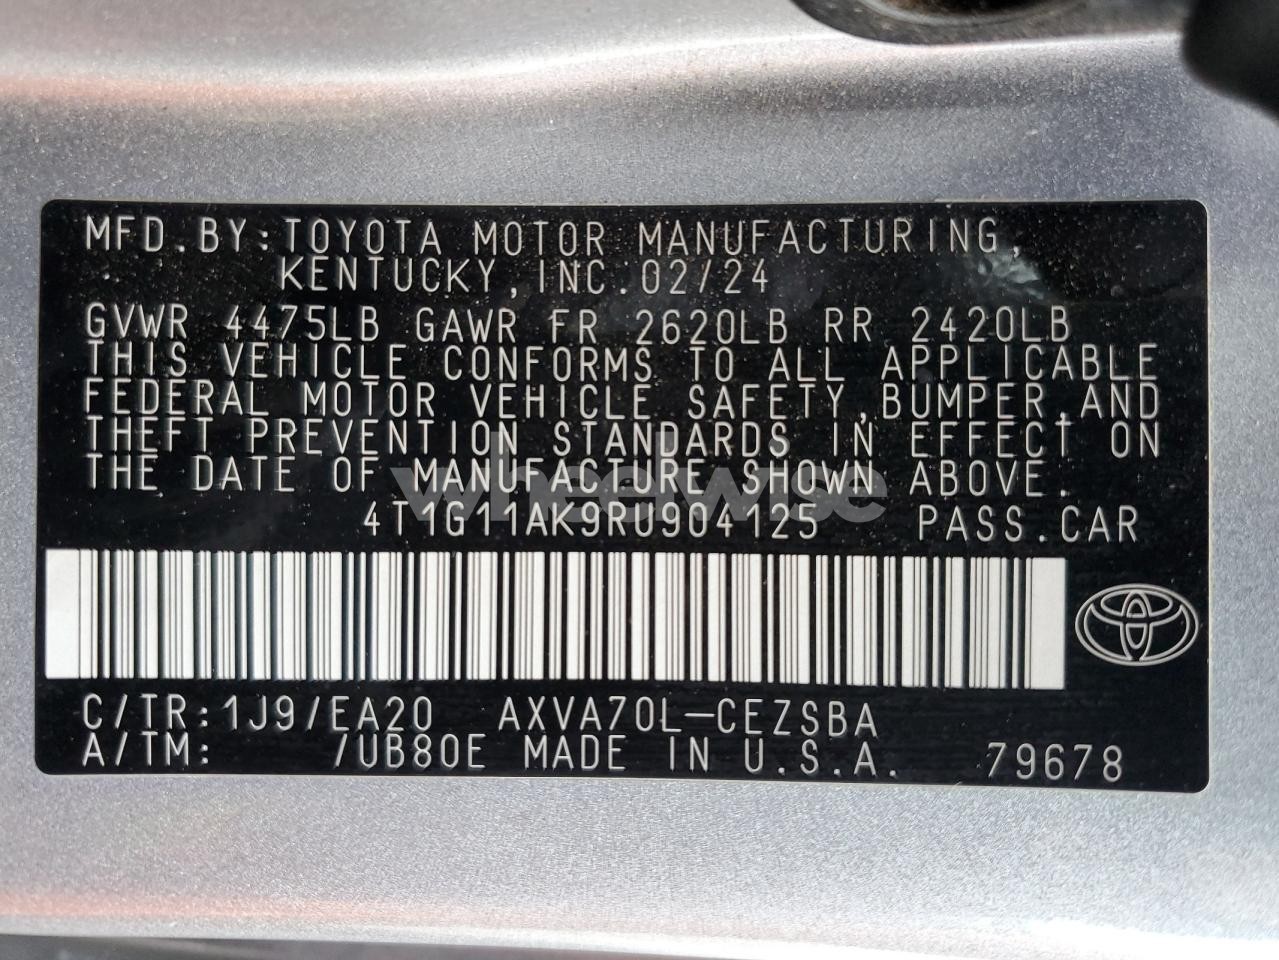 MFD.BY:TOYOTA MOTOR MANUFACTURING,
KENTUCKY,INC.02/24
GVWR 4475LB GAWR FR 2620LB RR 2420LB
THIS VEHICLE CONFORMS TO ALL APPLICABLE
FEDERAL MOTOR VEHICLE SAFETY,BUMPER,AND
THEFT PREVENTION STANDARDS IN EFFECT ON
THE DATE OF MANUFACTURE SHOWN ABOVE.
wheelwise
4T1G11AK9RU904125 PASS.CAR
C/TR:1J9/EA20 AXVA70L-CEZSBA
A/TM: /UB80E MADE IN U.S.A. 79678